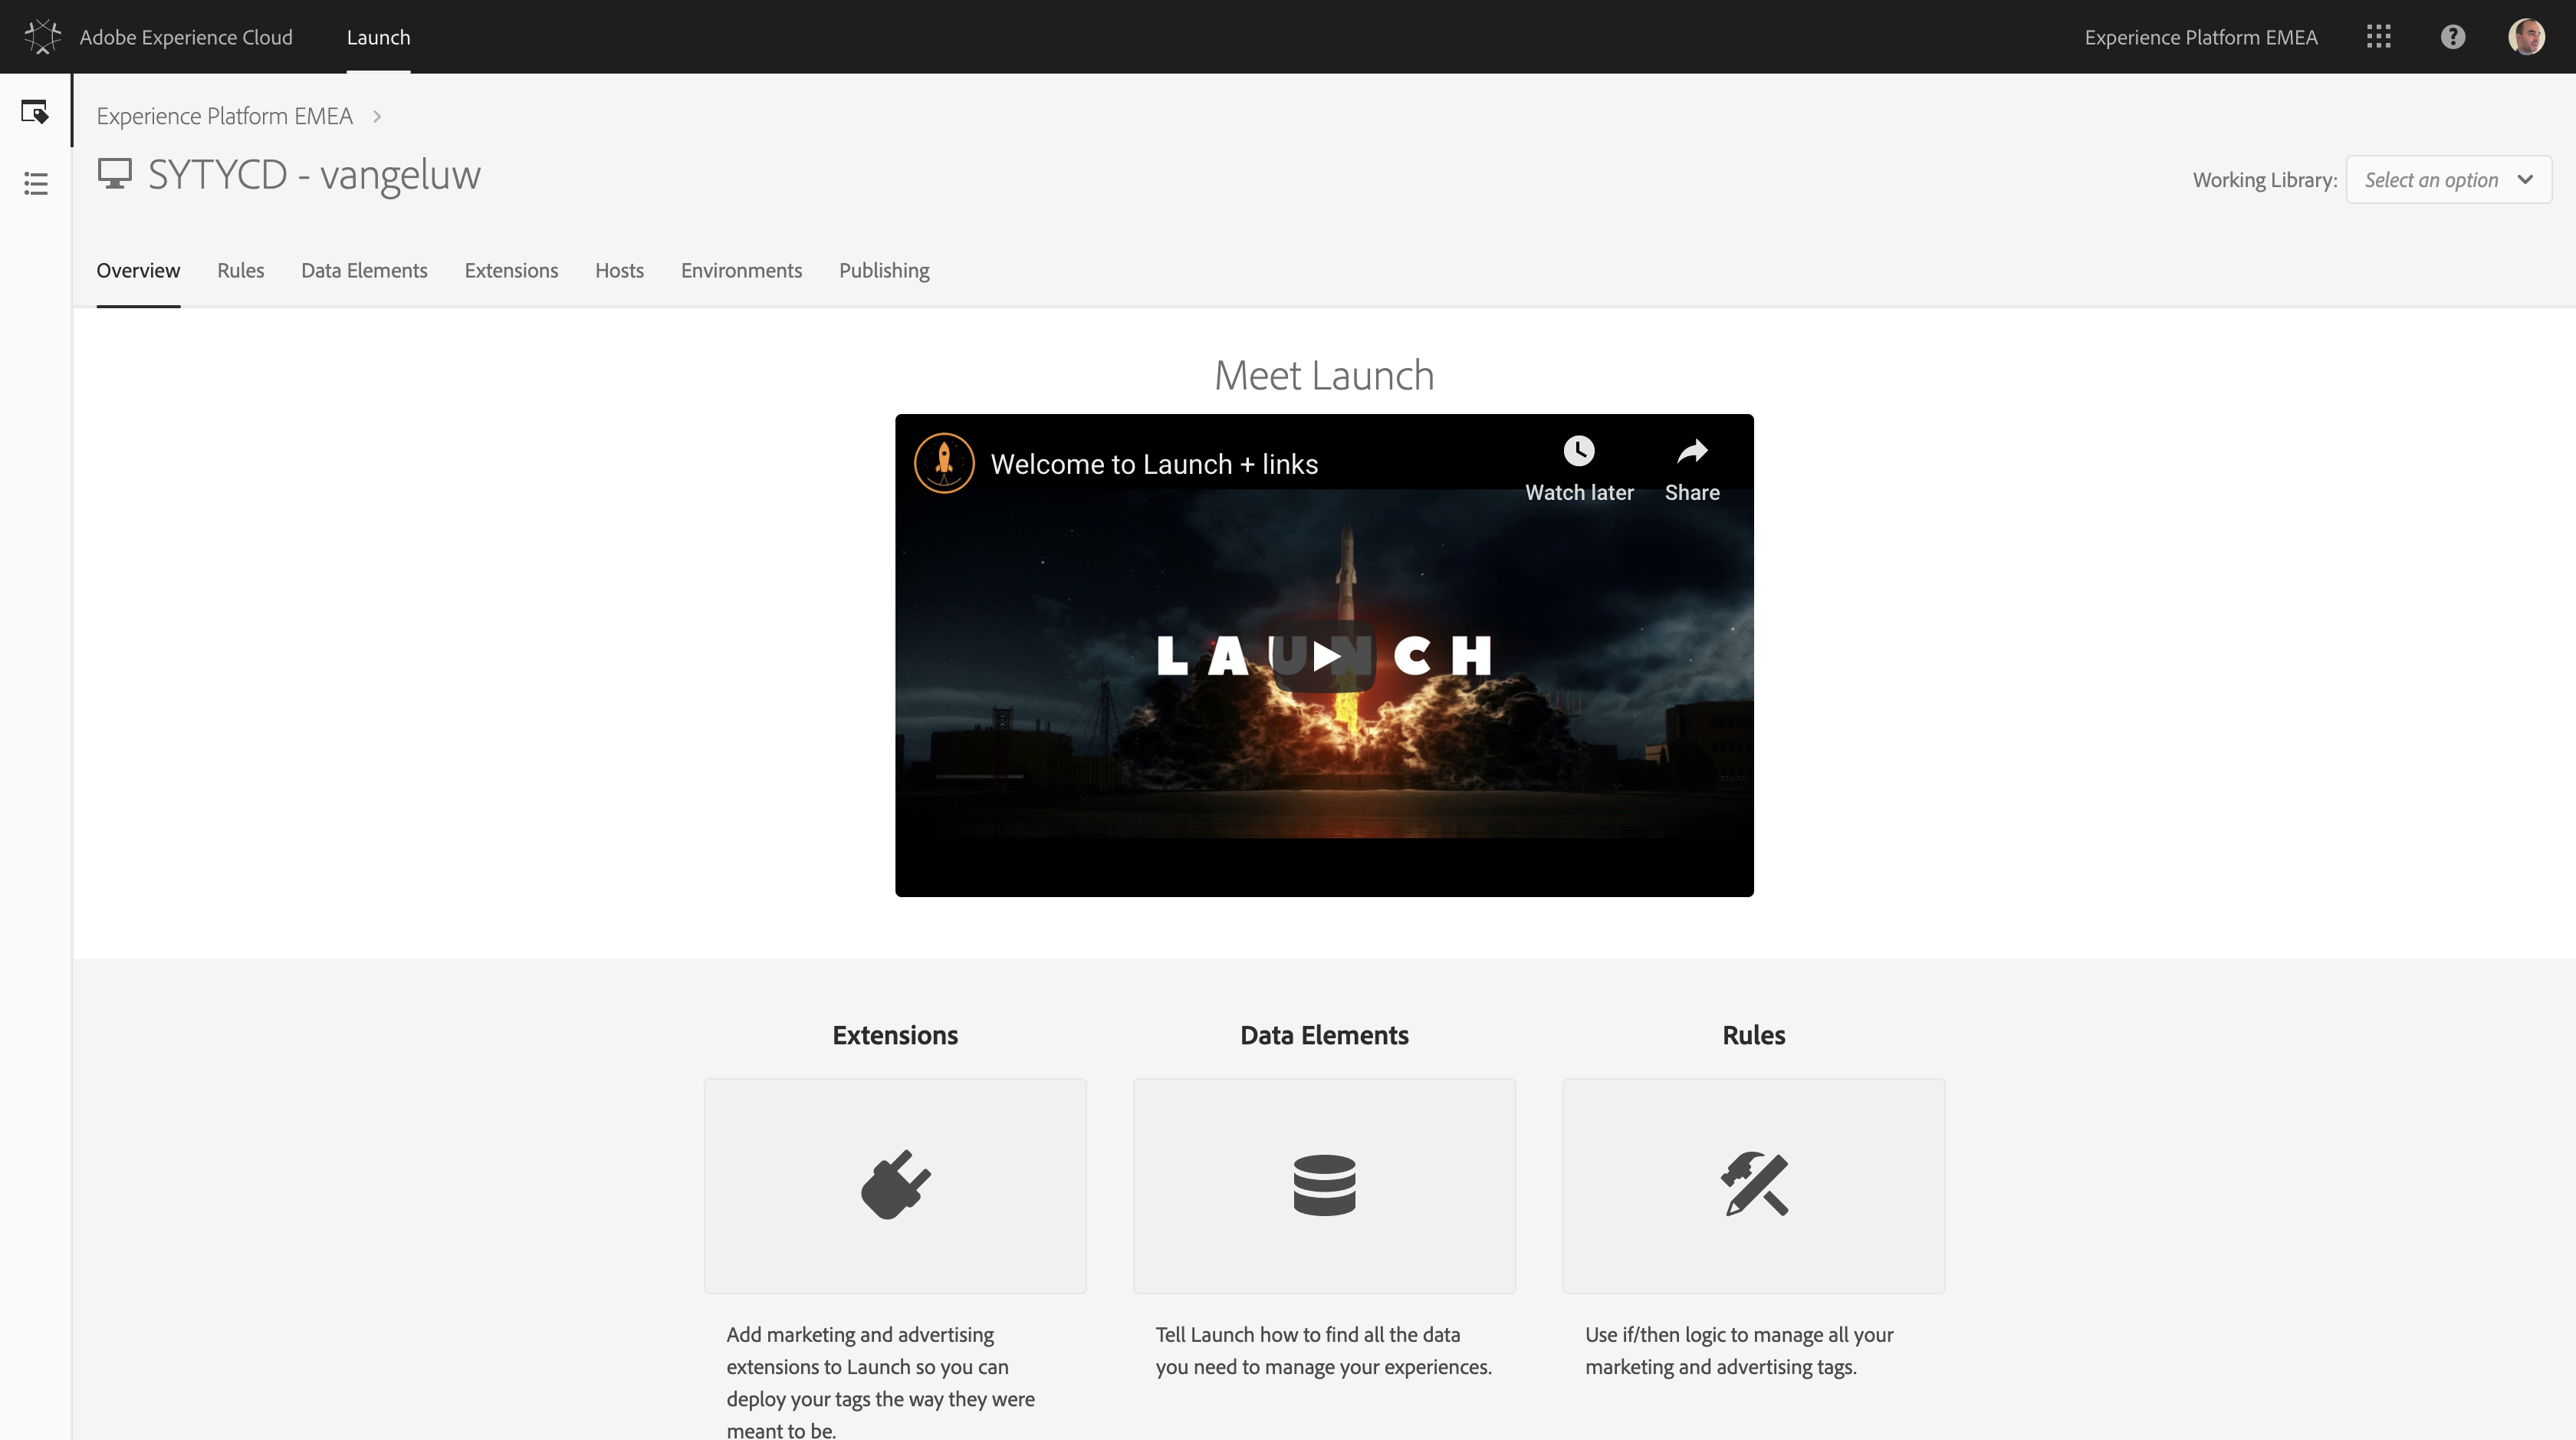 Adobe Experience Cloud
Launch
Experience Platform EMEA
Experience Platform EMEA
SYTYCD - vangeluw
Working Library:
Select an option
Overview
Rules
Data Elements
Extensions
Hosts
Environments
Publishing
Meet Launch
Welcome to Launch + links
Watch later
Share
LAUNCH
Extensions
Data Elements
Rules
Add marketing and advertising
extensions to Launch so you can
deploy your tags the way they were
meant to be.
Tell Launch how to find all the data
you need to manage your experiences.
Use if/then logic to manage all your
marketing and advertising tags.